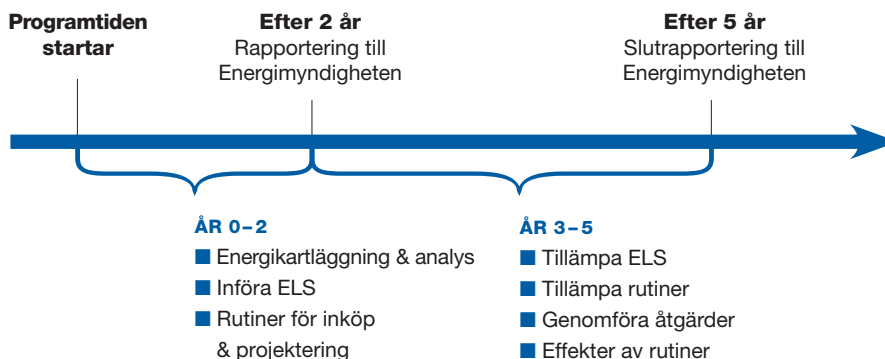 Programtiden
startar
Efter 2 år
Rapportering till
Energimyndigheten
Efter 5 år
Slutrapportering till
Energimyndigheten
ÅR 0–2
Energikartläggning & analys
Införa ELS
Rutiner för inköp
& projektering
ÅR 3–5
Tillämpa ELS
Tillämpa rutiner
Genomföra åtgärder
Effekter av rutiner